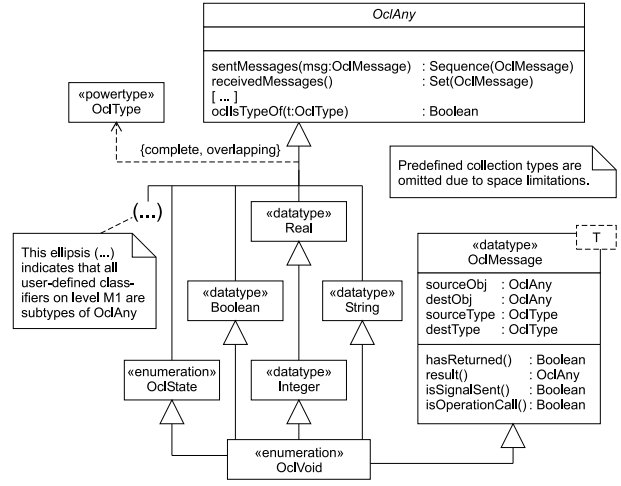 OclAny
sentMessages(msg:OclMessage) : Sequence(OclMessage)
receivedMessages() : Set(OclMessage)
[ ... ]
oclIsTypeOf(t:OclType) : Boolean
«powertype»
OclType
{complete, overlapping}
Predefined collection types are
omitted due to space limitations.
(...)
This ellipsis (...)
indicates that all
user-defined clas-
sifiers on level M1 are
subtypes of OclAny
«datatype»
Real
«datatype»
Boolean
«datatype»
String
«enumeration»
OclState
«datatype»
Integer
«enumeration»
OclVoid
T
«datatype»
OclMessage
sourceObj : OclAny
destObj : OclAny
sourceType : OclType
destType : OclType
hasReturned() : Boolean
result() : OclAny
isSignalSent() : Boolean
isOperationCall() : Boolean